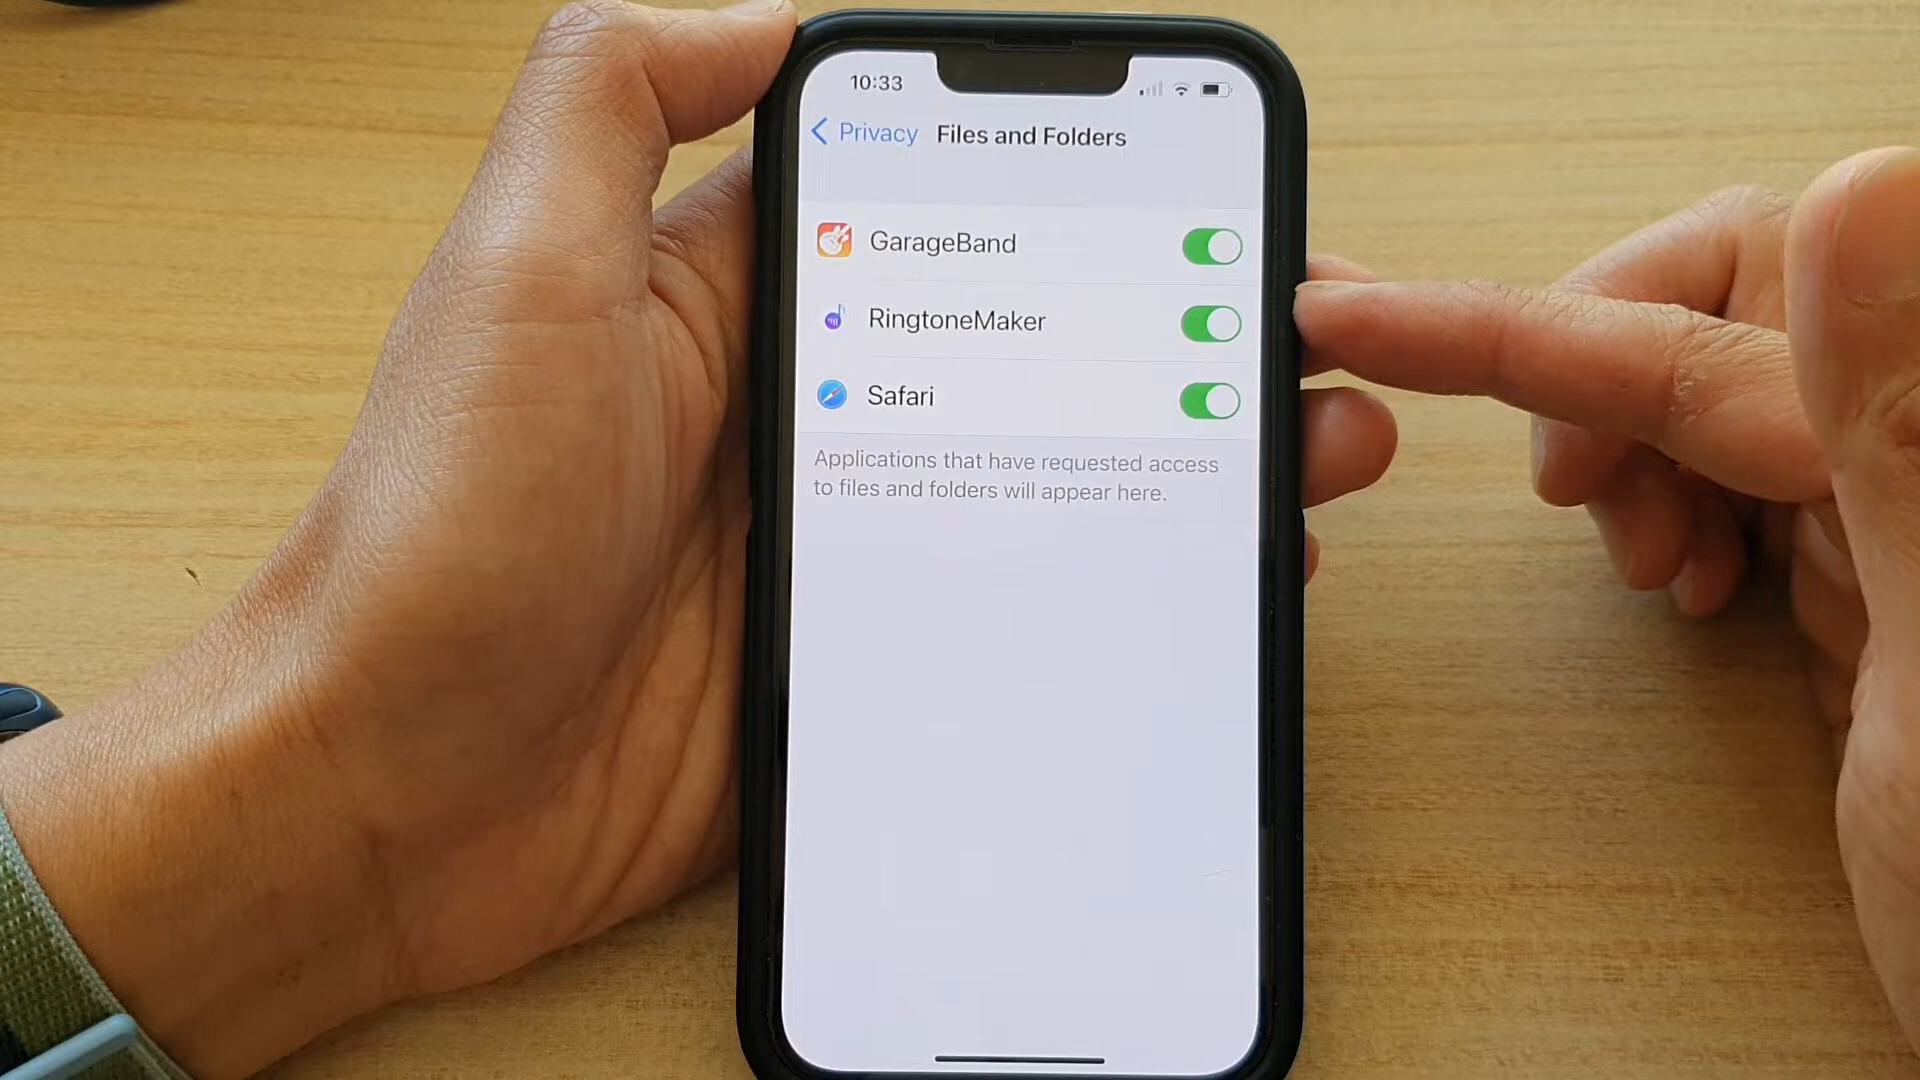 10:33
Privacy Files and Folders
GarageBand
RingtoneMaker
Safari
Applications that have requested access
to files and folders will appear here.